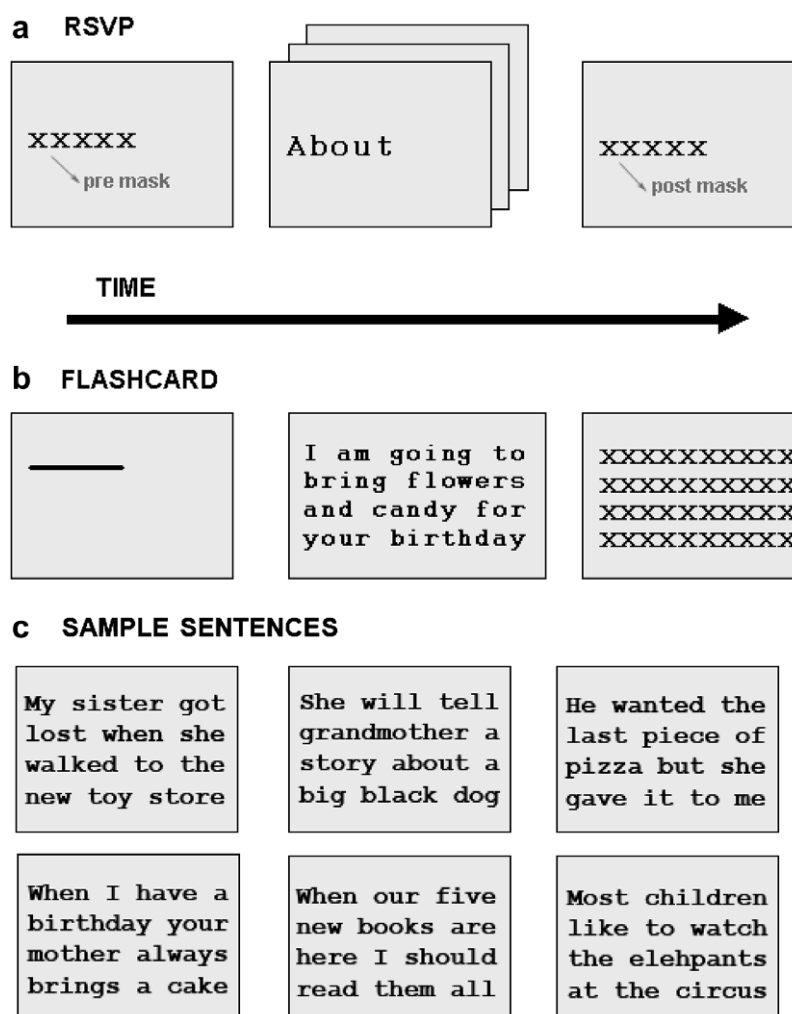 a RSVP
xxxxx
pre mask
About
xxxxx
post mask
TIME
b FLASHCARD
I am going to
bring flowers
and candy for
your birthday
xxxxxxxxxx
xxxxxxxxxx
xxxxxxxxxx
xxxxxxxxxx
c SAMPLE SENTENCES
My sister got
lost when she
walked to the
new toy store
She will tell
grandmother a
story about a
big black dog
He wanted the
last piece of
pizza but she
gave it to me
When I have a
birthday your
mother always
brings a cake
When our five
new books are
here I should
read them all
Most children
like to watch
the elehpants
at the circus